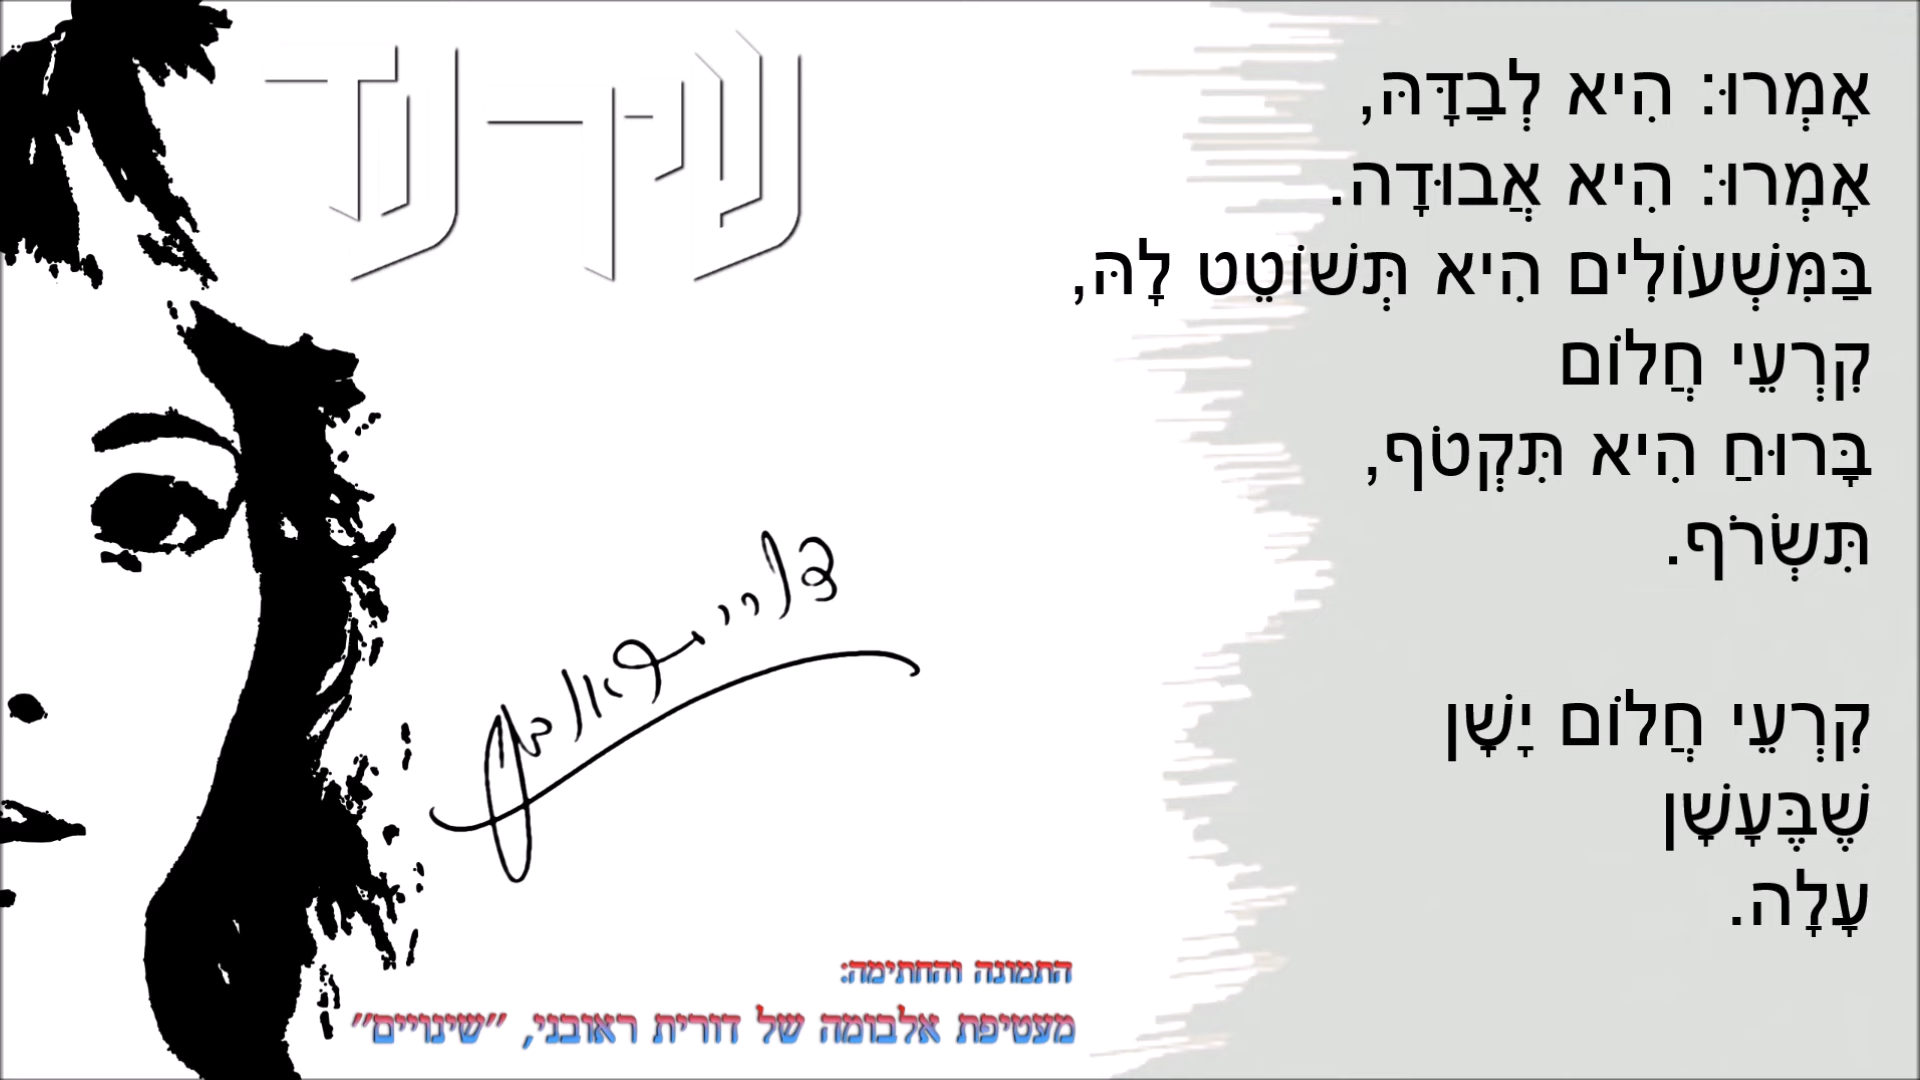 אָמְרוּ: הִיא לְבַדָּהּ,
אָמְרוּ: הִיא אֲבוּדָה.
בַּמִּשְׁעוֹלִים הִיא תְּשׁוֹטֵט לָהּ,
קִרְעֵי חֲלוֹם
בָּרוּחַ הִיא תִּקְטֹף,
תִּשְׂרֹף.
קִרְעֵי חֲלוֹם יָשָׁן
שֶׁבֶּעָשָׁן
עָלָה.
התמונה והחתימה:
מעטיפת אלבומה של דורית ראובני, "שינויים"